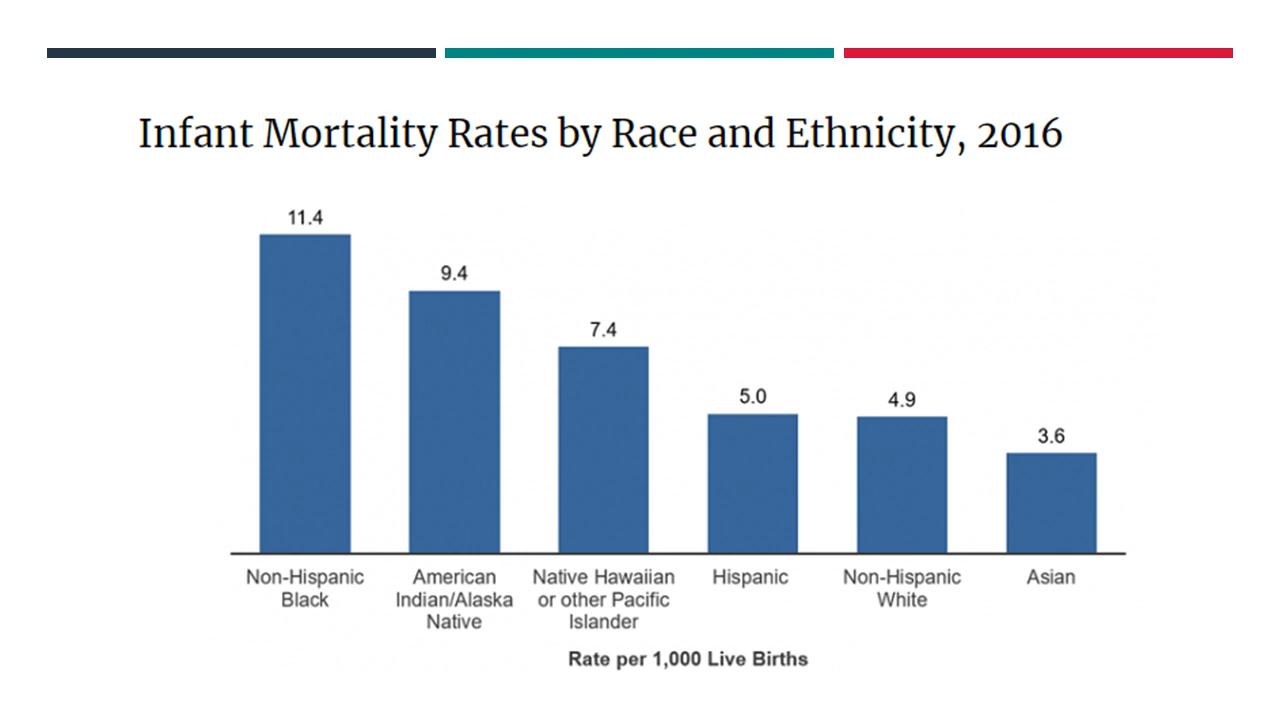 Infant Mortality Rates by Race and Ethnicity, 2016
11.4
9.4
7.4
5.0
4.9
3.6
Non-Hispanic
Black
American
Indian/Alaska
Native
Native Hawaiian
or other Pacific
Islander
Hispanic
Non-Hispanic
White
Asian
Rate per 1,000 Live Births